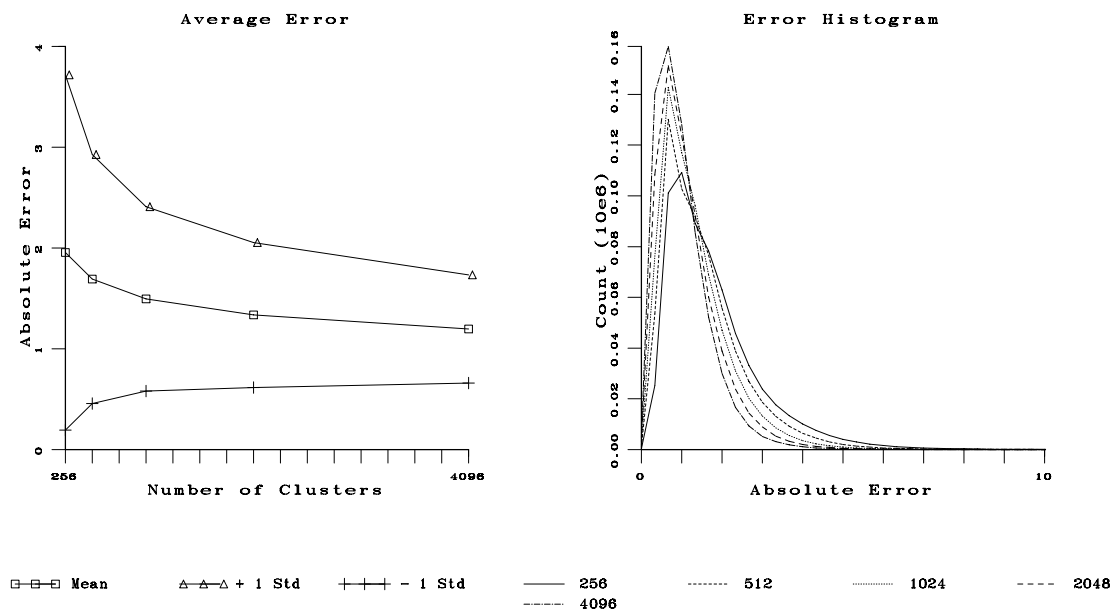 Average Error
4
3
2
1
0
Absolute Error
256
4096
Number of Clusters
Error Histogram
0.16
0.14
0.12
0.10
0.08
0.06
0.04
0.02
0.00
Count (10e6)
0
10
Absolute Error
Mean
+ 1 Std
- 1 Std
256
512
1024
2048
4096